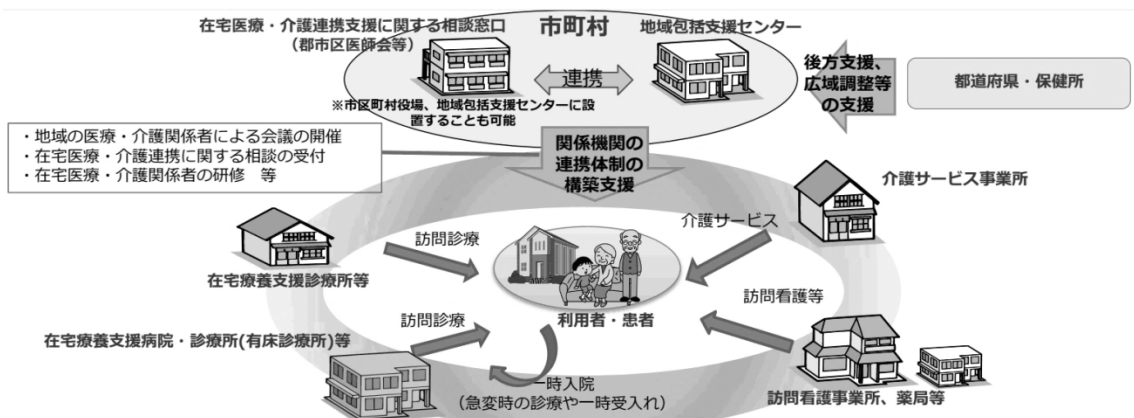 市町村
在宅医療・介護連携支援に関する相談窓口
（郡市区医師会等）
地域包括支援センター
連携
※市区町村役場、地域包括支援センターに設
置することも可能
後方支援、
広域調整等
の支援
都道府県・保健所
・地域の医療・介護関係者による会議の開催
・在宅医療・介護連携に関する相談の受付
・在宅医療・介護関係者の研修　等
関係機関の
連携体制の
構築支援
介護サービス事業所
介護サービス
訪問診療
在宅療養支援診療所等
訪問看護等
利用者・患者
訪問診療
在宅療養支援病院・診療所(有床診療所)等
一時入院
（急変時の診療や一時受入れ）
訪問看護事業所、薬局等